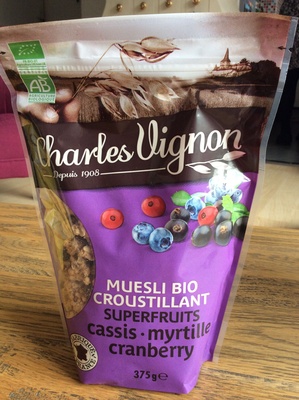 AB
Charles Vignon
Depuis 1908
MUESLI BIO
CROUSTILLANT
SUPERFRUITS
cassis · myrtille
cranberry
375g e